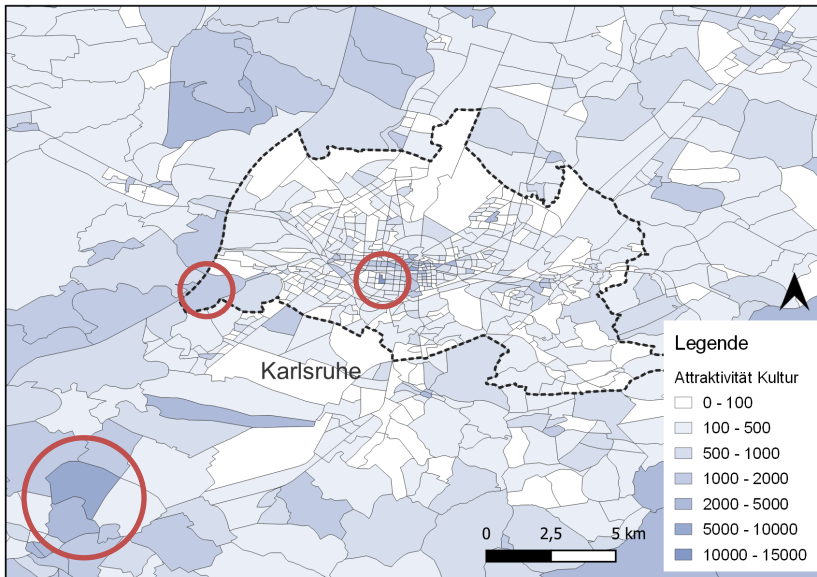 Karlsruhe
Legende
Attraktivität Kultur
0 - 100
100 - 500
500 - 1000
1000 - 2000
2000 - 5000
5000 - 10000
10000 - 15000
0 2,5 5 km